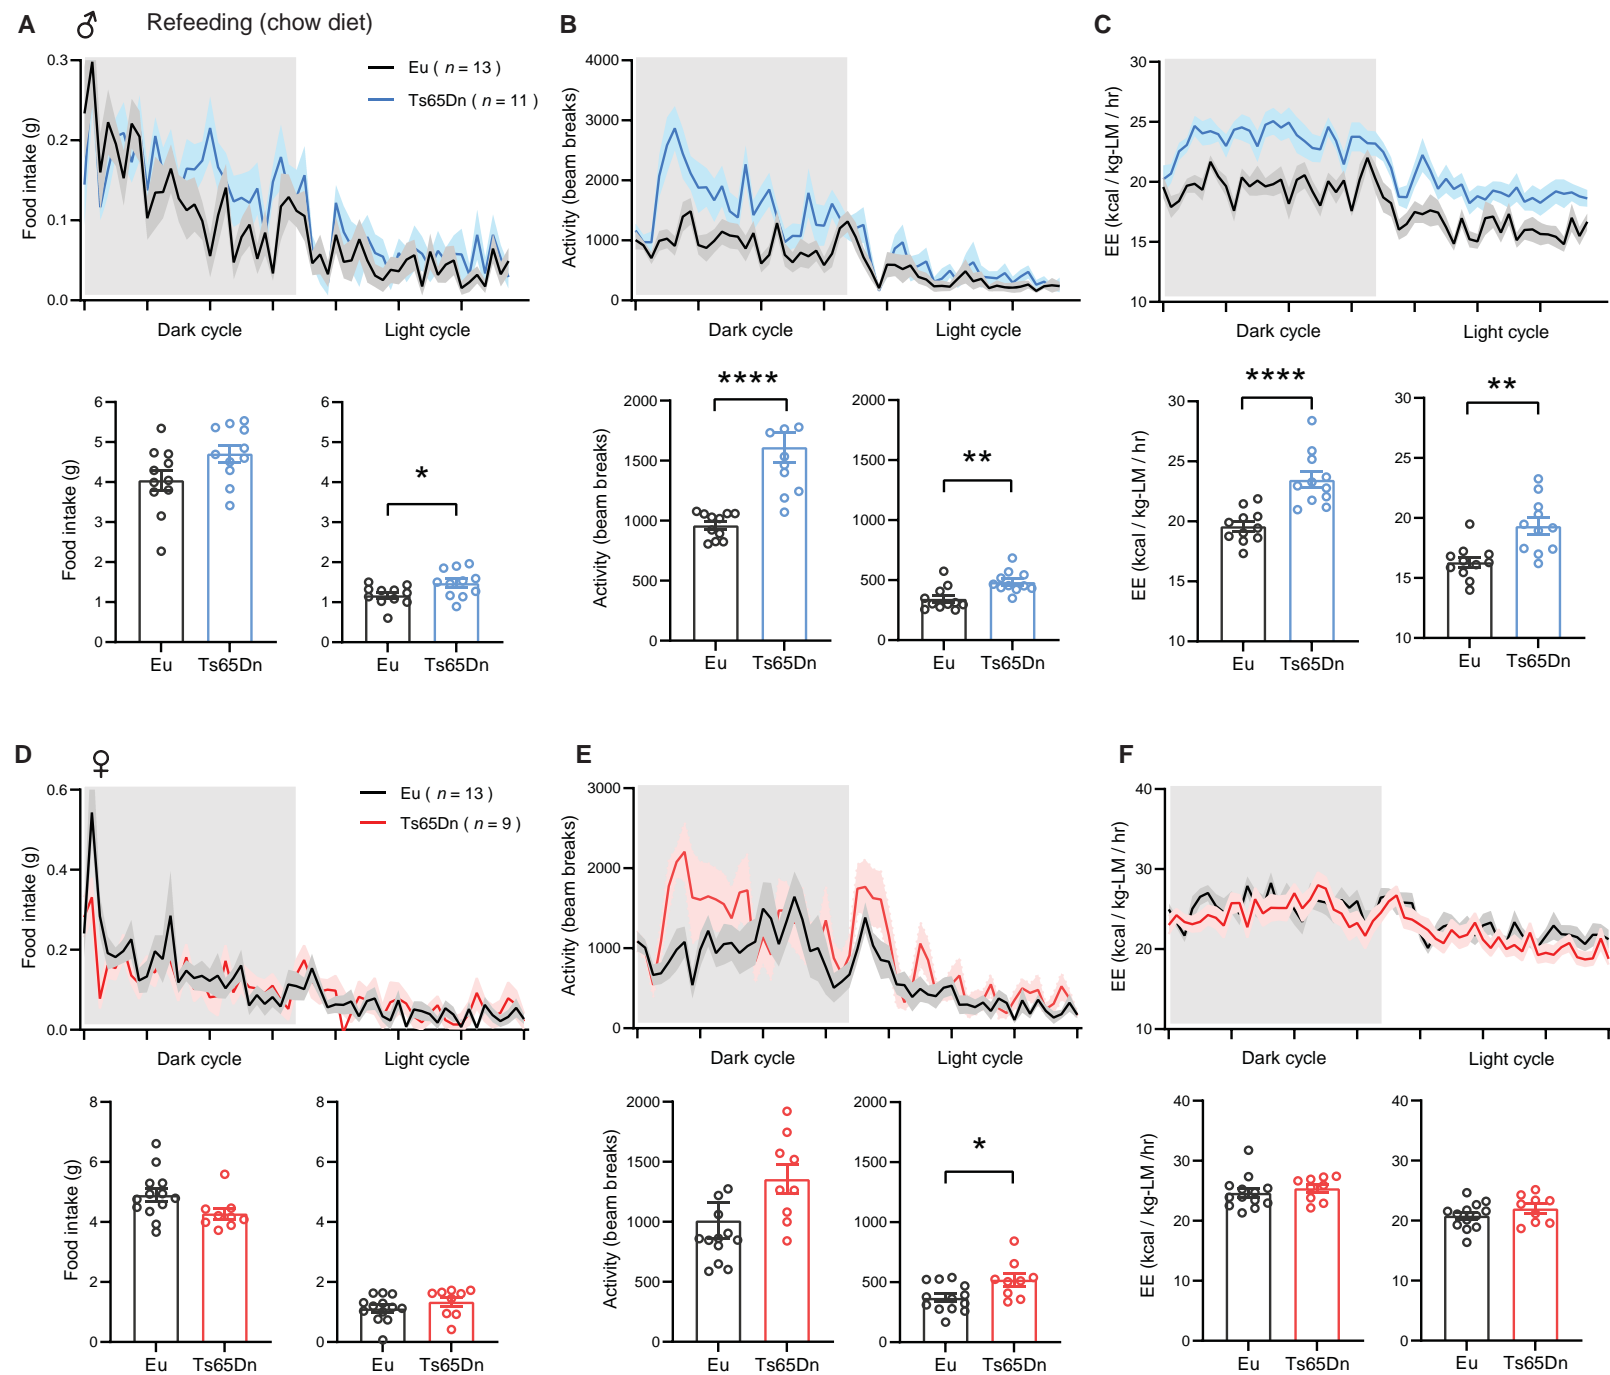 A ♂ Refeeding (chow diet)
Food intake (g)
0.3
0.2
0.1
0.0
Eu ( n = 13 )
Ts65Dn ( n = 11 )
Dark cycle Light cycle
B
Activity (beam breaks)
4000
3000
2000
1000
0
Dark cycle Light cycle
C
EE (kcal / kg-LM / hr)
30
25
20
15
10
Dark cycle Light cycle
Food intake (g)
6
5
4
3
2
1
0
Eu Ts65Dn
6
5
4
3
2
1
0
*
Eu Ts65Dn
Activity (beam breaks)
2000
1500
1000
500
0
****
Eu Ts65Dn
2000
1500
1000
500
0
**
Eu Ts65Dn
EE (kcal / kg-LM / hr)
30
25
20
15
10
****
Eu Ts65Dn
30
25
20
15
10
**
Eu Ts65Dn
D ♀
Food intake (g)
0.6
0.4
0.2
0.0
Eu ( n = 13 )
Ts65Dn ( n = 9 )
Dark cycle Light cycle
E
Activity (beam breaks)
3000
2000
1000
0
Dark cycle Light cycle
F
EE (kcal / kg-LM / hr)
40
30
20
10
Dark cycle Light cycle
Food intake (g)
8
6
4
2
0
Eu Ts65Dn
8
6
4
2
0
Eu Ts65Dn
Activity (beam breaks)
2000
1500
1000
500
0
Eu Ts65Dn
2000
1500
1000
500
0
*
Eu Ts65Dn
EE (kcal / kg-LM /hr)
40
30
20
10
0
Eu Ts65Dn
40
30
20
10
0
Eu Ts65Dn